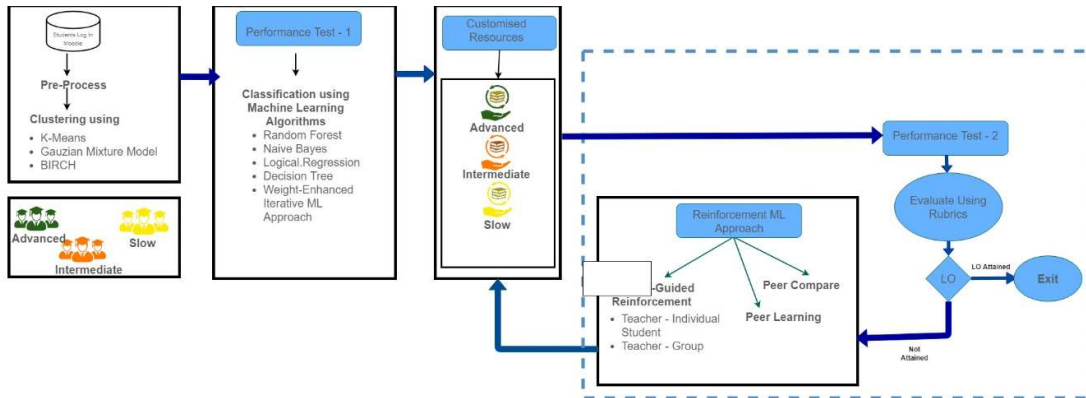 Students Log in
Moodle
Pre-Process
Clustering using
• K-Means
• Gauzian Mixture Model
• BIRCH
Advanced
Slow
Intermediate
Performance Test - 1
Classification using
Machine Learning
Algorithms
• Random Forest
• Naive Bayes
• Logical.Regression
• Decision Tree
• Weight-Enhanced
Iterative ML
Approach
Customised
Resources
Advanced
Intermediate
Slow
Performance Test - 2
Evaluate Using
Rubrics
LO
LO Attained
Exit
Not
Attained
Reinforcement ML
Approach
-Guided
Reinforcement
• Teacher - Individual
Student
• Teacher - Group
Peer Learning
Peer Compare